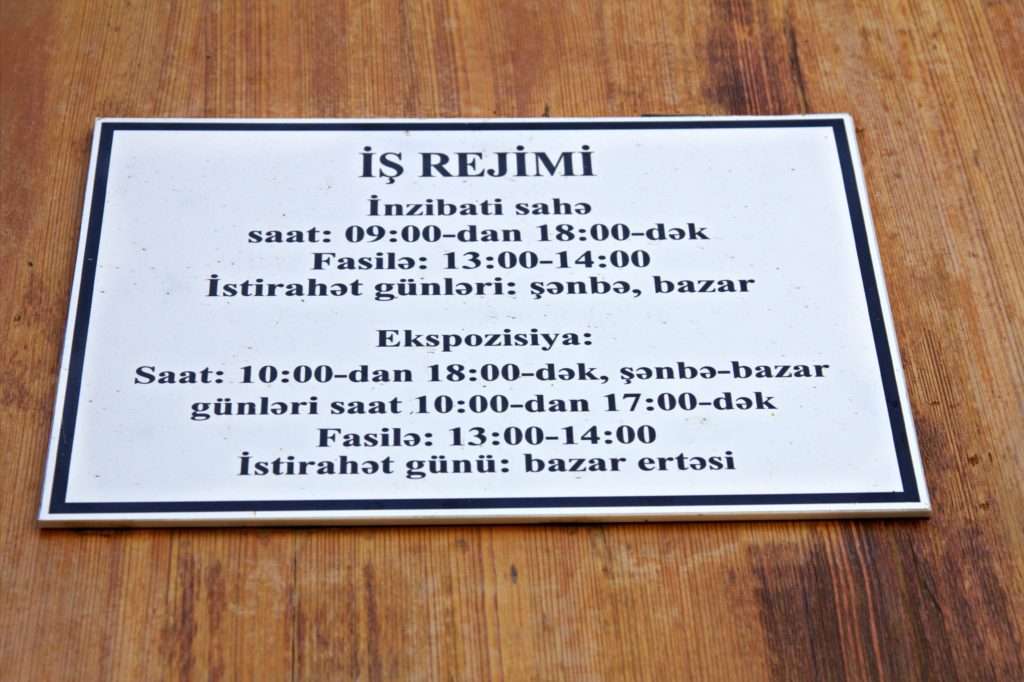 İŞ REJİMİ
İnzibati sahə
saat: 09:00-dan 18:00-dək
Fasilə: 13:00-14:00
İstirahət günləri: şənbə, bazar
Ekspozisiya:
Saat: 10:00-dan 18:00-dək, şənbə-bazar
günləri saat 10:00-dan 17:00-dək
Fasilə: 13:00-14:00
İstirahət günü: bazar ertəsi